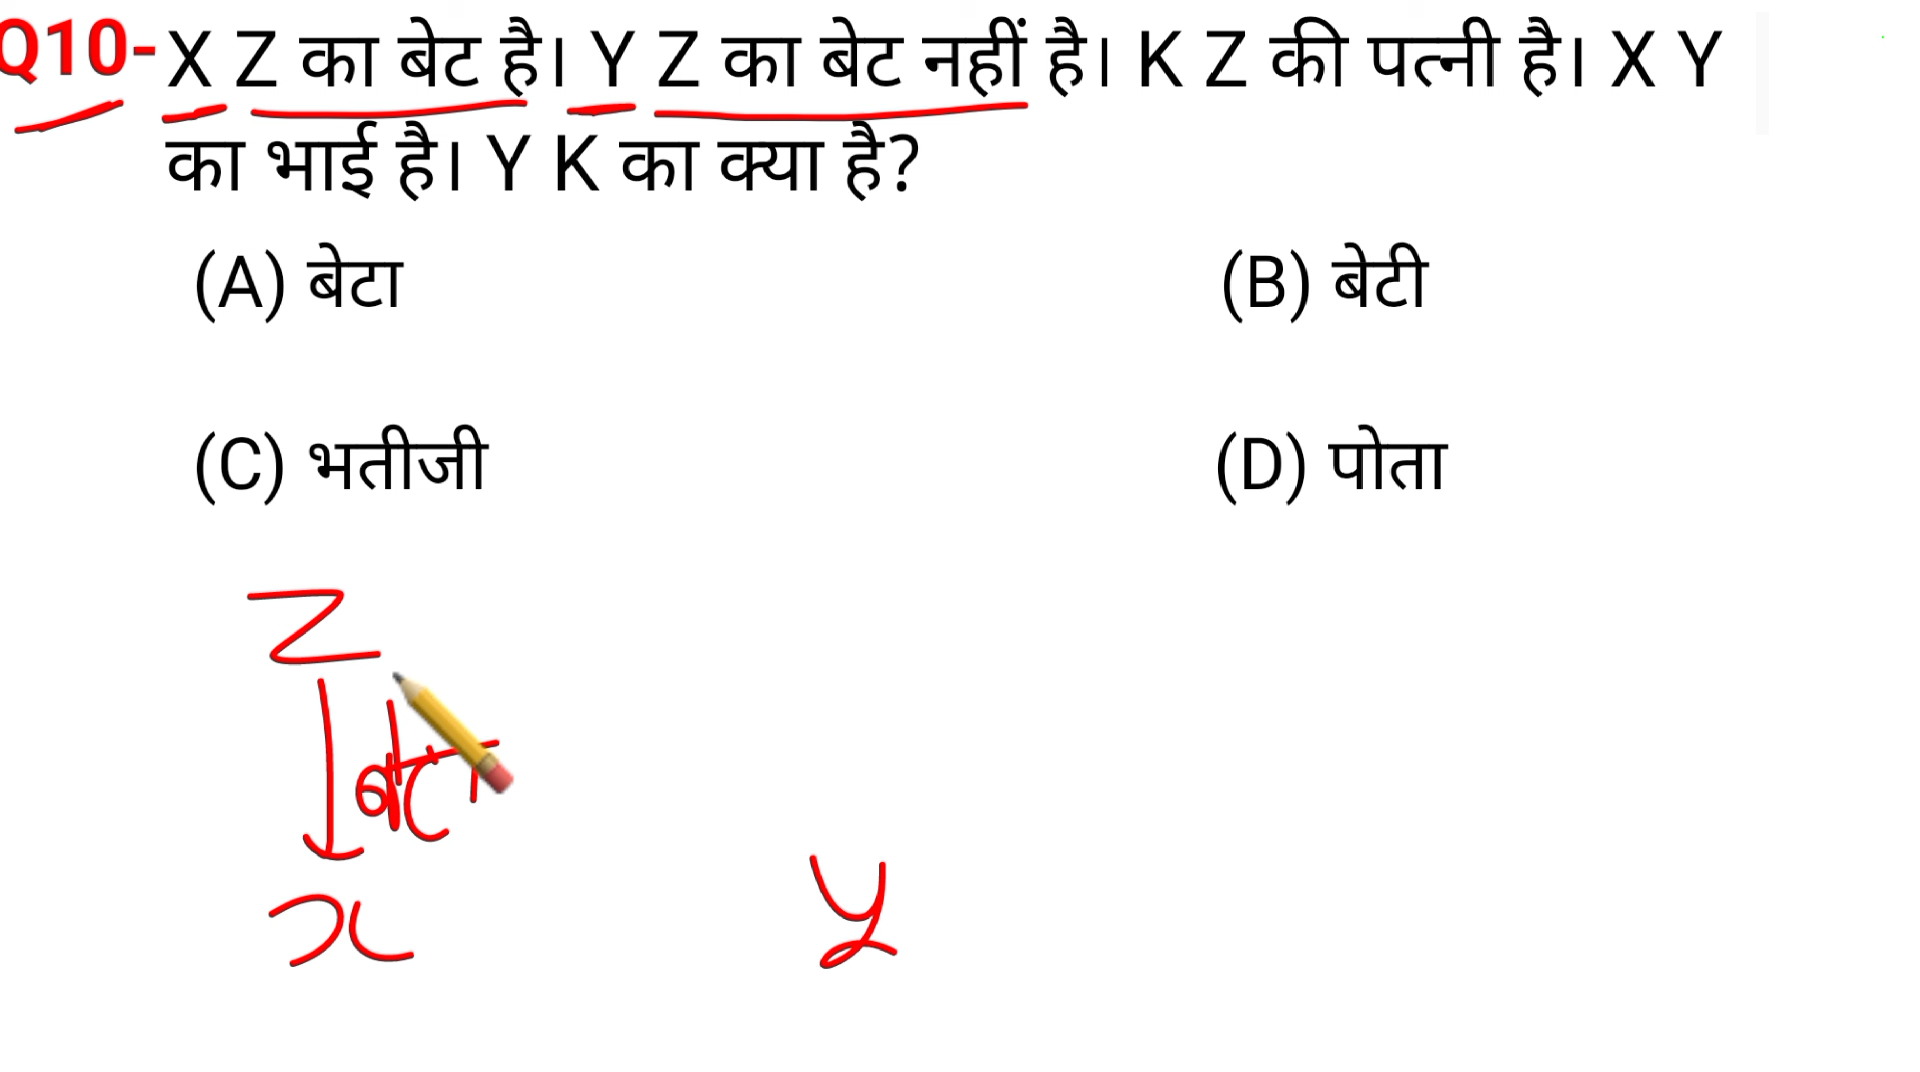 Q10- X Z का बेट है। Y Z का बेट नहीं है। K Z की पत्नी है। X Y
का भाई है। Y K का क्या है?
(A) बेटा (B) बेटी
(C) भतीजी (D) पोता
Z
बेटा
x y